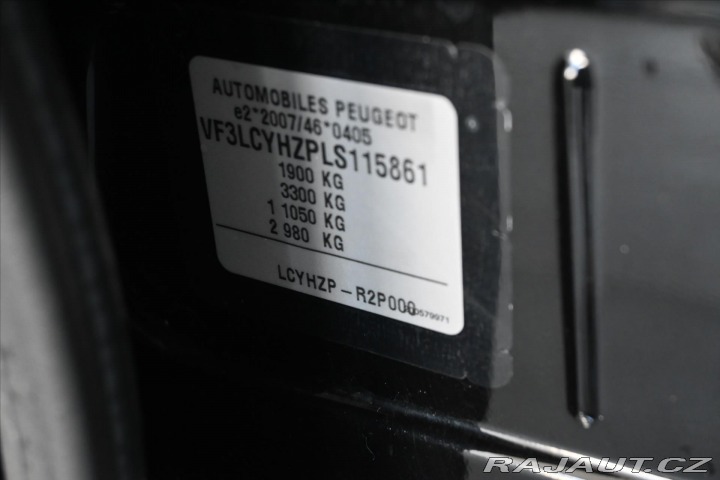 AUTOMOBILES PEUGEOT
e2*2007/46*0405
VF3LCYHZPLS115861
1900 KG
3300 KG
1 1050 KG
2 980 KG
LCYHZP - R2P000
RAJAUT.CZ